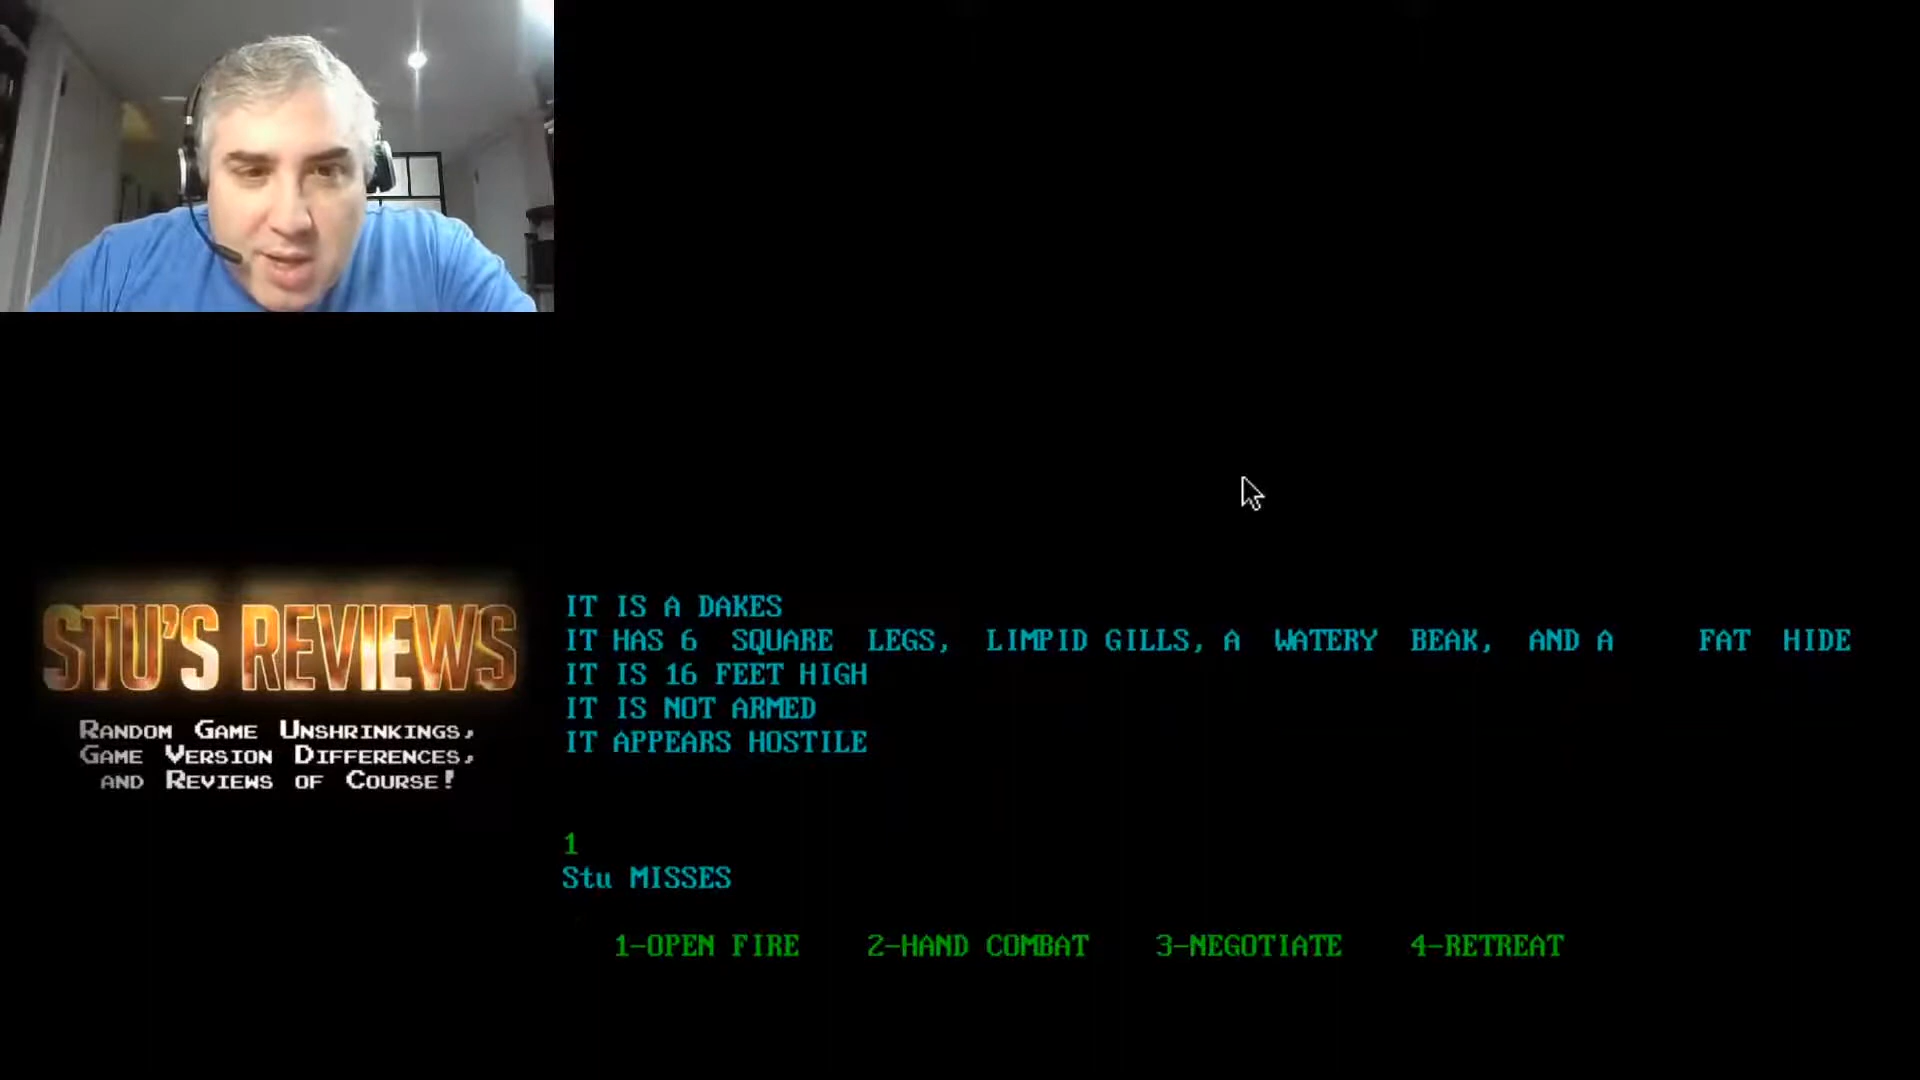 IT IS A DAKES
IT HAS 6 SQUARE LEGS, LIMPID GILLS, A WATERY BEAK, AND A FAT HIDE
IT IS 16 FEET HIGH
IT IS NOT ARMED
IT APPEARS HOSTILE
STU'S REVIEWS
RANDOM GAME UNSHRINKINGS,
GAME VERSION DIFFERENCES,
AND REVIEWS OF COURSE!
1
Stu MISSES
1-OPEN FIRE 2-HAND COMBAT 3-NEGOTIATE 4-RETREAT